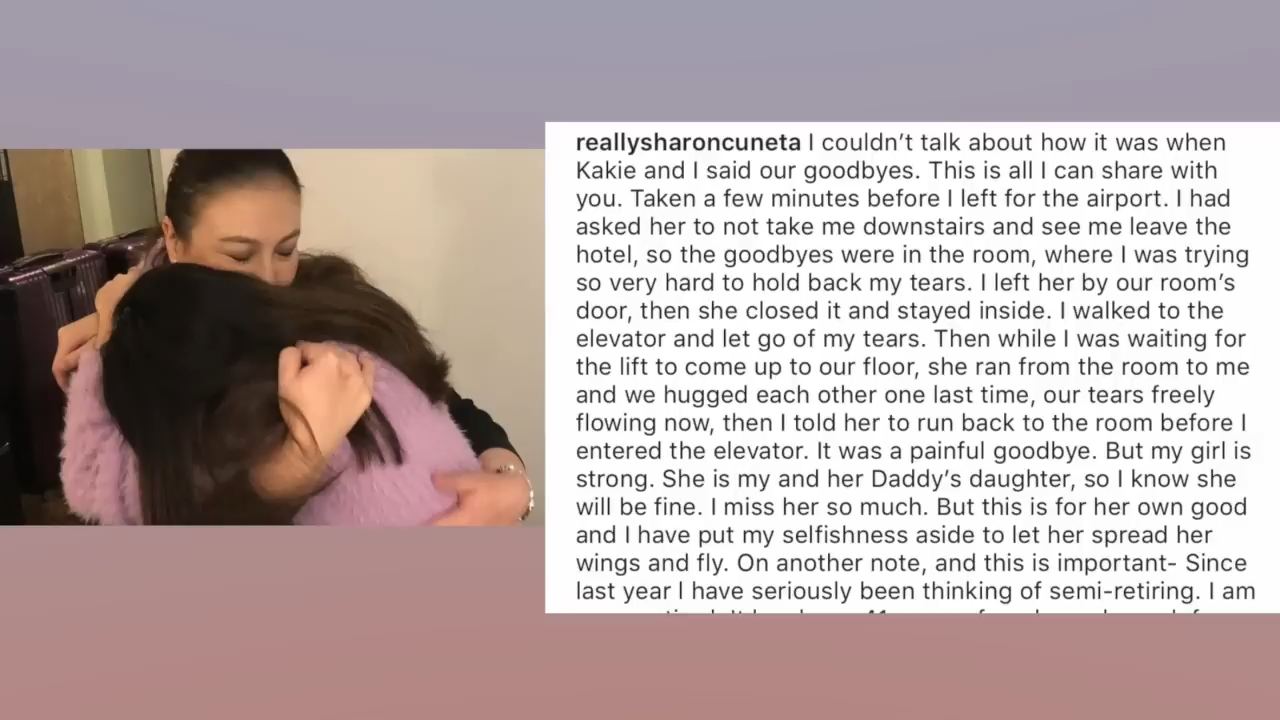 reallysharoncuneta I couldn’t talk about how it was when
Kakie and I said our goodbyes. This is all I can share with
you. Taken a few minutes before I left for the airport. I had
asked her to not take me downstairs and see me leave the
hotel, so the goodbyes were in the room, where I was trying
so very hard to hold back my tears. I left her by our room’s
door, then she closed it and stayed inside. I walked to the
elevator and let go of my tears. Then while I was waiting for
the lift to come up to our floor, she ran from the room to me
and we hugged each other one last time, our tears freely
flowing now, then I told her to run back to the room before I
entered the elevator. It was a painful goodbye. But my girl is
strong. She is my and her Daddy’s daughter, so I know she
will be fine. I miss her so much. But this is for her own good
and I have put my selfishness aside to let her spread her
wings and fly. On another note, and this is important- Since
last year I have seriously been thinking of semi-retiring. I am